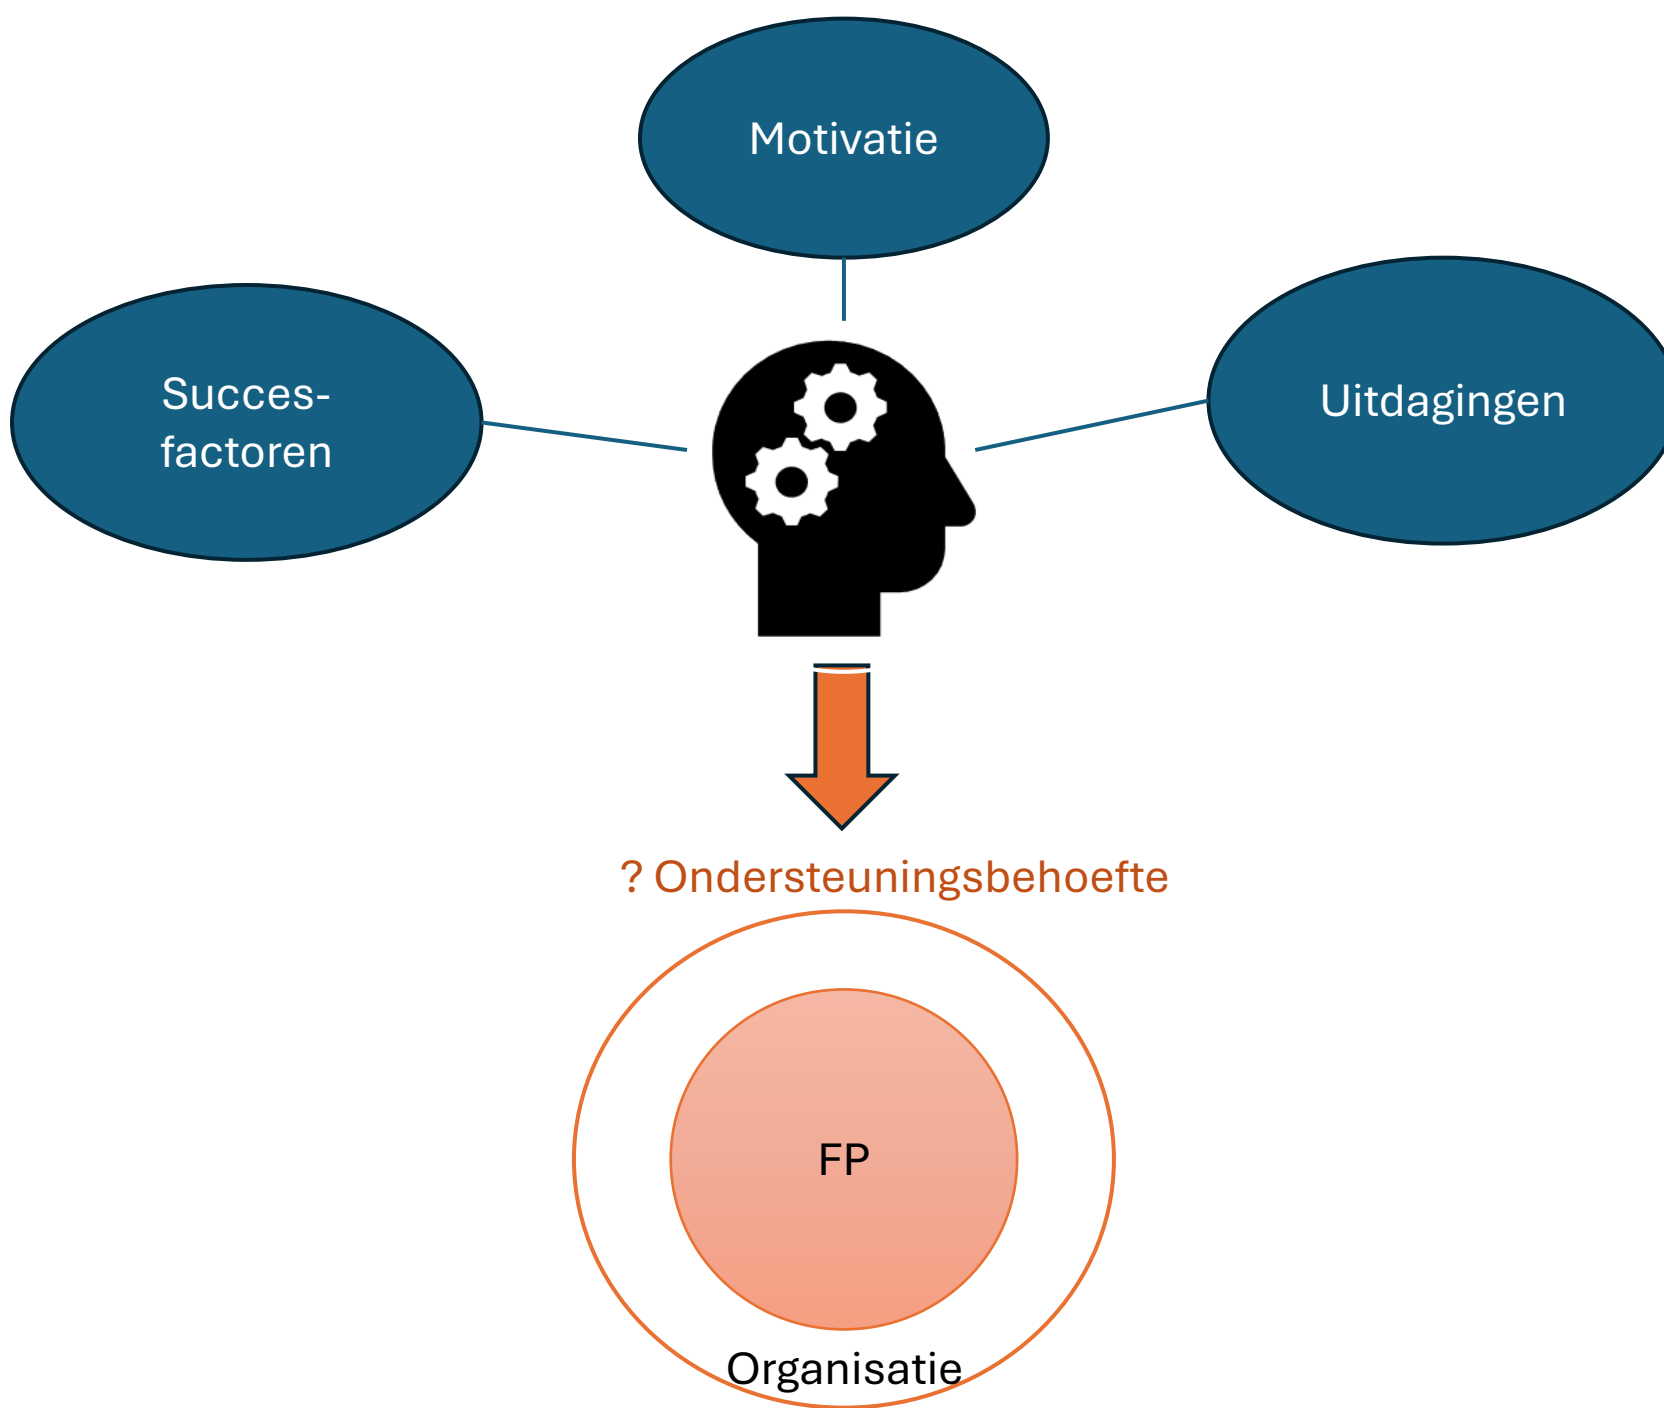 Motivatie
Succes-
factoren
Uitdagingen
? Ondersteuningsbehoefte
FP
Organisatie